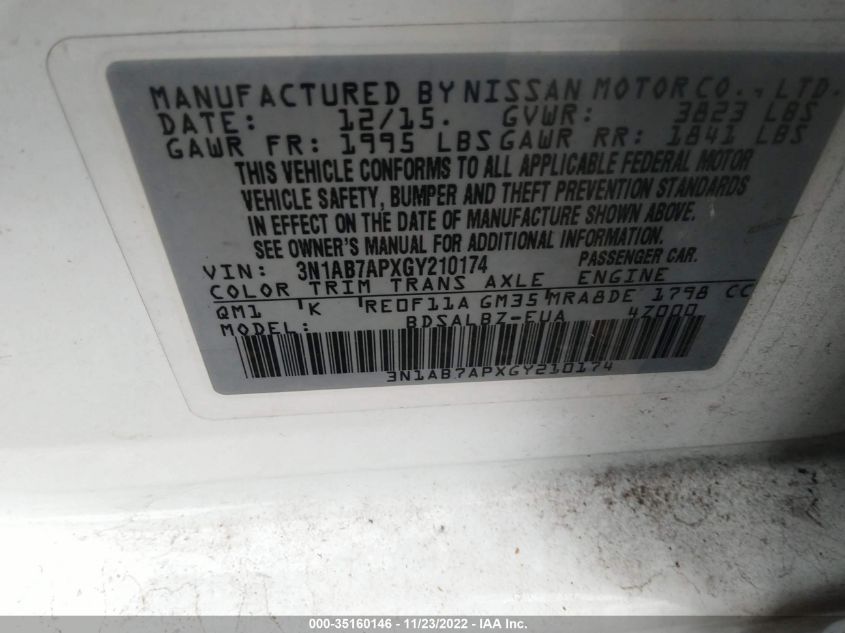 MANUFACTURED BY NISSAN MOTOR CO., LTD.
DATE: 12/15. GVWR: 3823 LBS
GAWR FR: 1995 LBS GAWR RR: 1841 LBS
THIS VEHICLE CONFORMS TO ALL APPLICABLE FEDERAL MOTOR
VEHICLE SAFETY, BUMPER AND THEFT PREVENTION STANDARDS
IN EFFECT ON THE DATE OF MANUFACTURE SHOWN ABOVE.
SEE OWNER'S MANUAL FOR ADDITIONAL INFORMATION.
VIN: 3N1AB7APXGY210174 PASSENGER CAR.
COLOR TRIM TRANS AXLE ENGINE
QM1 K RE0F11A GM35 MRA8DE 1798 CC
MODEL: BDSALBZ-EUA 4Z000
3N1AB7APXGY210174
000-35160146 - 11/23/2022 - IAA Inc.